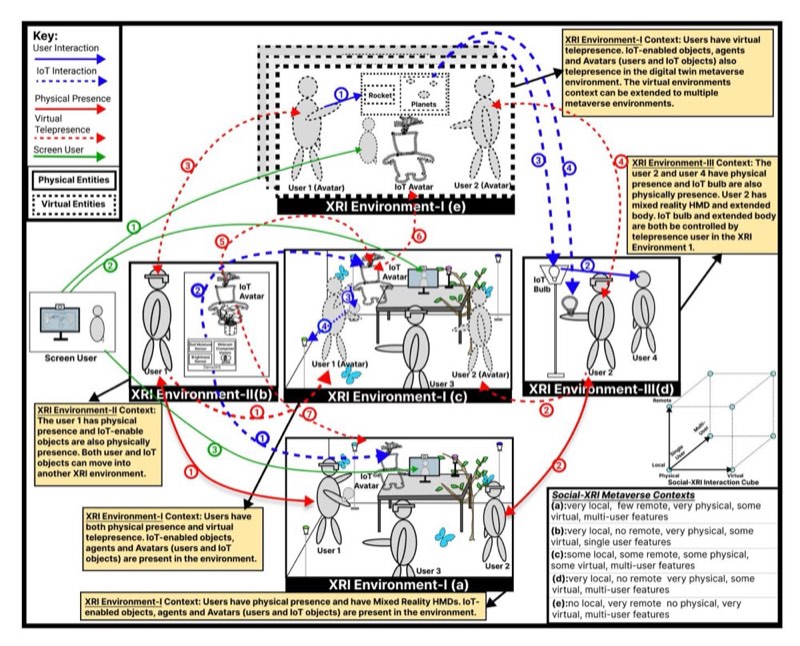 Key:
User Interaction
IoT Interaction
Physical Presence
Virtual
Telepresence
Screen User
Physical Entities
Virtual Entities
XRI Environment-I Context: Users have virtual
telepresence. IoT-enabled objects, agents
and Avatars (users and IoT objects) also
telepresence in the digital twin metaverse
environment. The virtual environments
context can be extended to multiple
metaverse environments.
1
Rocket
Planets
User 1 (Avatar)
IoT Avatar
User 2 (Avatar)
XRI Environment-I (e)
3
3
4
4
XRI Environment-III Context: The
user 2 and user 4 have physical
presence and IoT bulb are also
physically presence. User 2 has
mixed reality HMD and extended
body. IoT bulb and extended body
are both be controlled by
telepresence user in the XRI
Environment 1.
1
2
5
6
Screen User
2
IoT
Avatar
User 1
XRI Environment-II(b)
IoT
Avatar
3
4
User 1 (Avatar)
User 2 (Avatar)
User 3
XRI Environment-I (c)
2
IoT
Bulb
User 2
User 4
XRI Environment-III(d)
1
7
2
XRI Environment-II Context:
The user 1 has physical
presence and IoT-enable
objects are also physically
presence. Both user and IoT
objects can move into
another XRI environment.
1
3
1
2
IoT
Avatar
User 1
User 3
User 2
XRI Environment-I (a)
XRI Environment-I Context: Users have
both physical presence and virtual
telepresence. IoT-enabled objects,
agents and Avatars (users and IoT
objects) are present in the environment.
XRI Environment-I Context: Users have physical presence and have Mixed Reality HMDs. IoT-
enabled objects, agents and Avatars (users and IoT objects) are present in the environment.
Remote
Multi-
User
Single
User
Local
Physical
Virtual
Social-XRI Interaction Cube
Social-XRI Metaverse Contexts
(a):very local, few remote, very physical, some
virtual, multi-user features
(b):very local, no remote, very physical, some
virtual, single user features
(c):some local, some remote, some physical,
some virtual, multi-user features
(d):very local, no remote very physical, some
virtual, multi-user features
(e):no local, very remote no physical, very
virtual, multi-user features